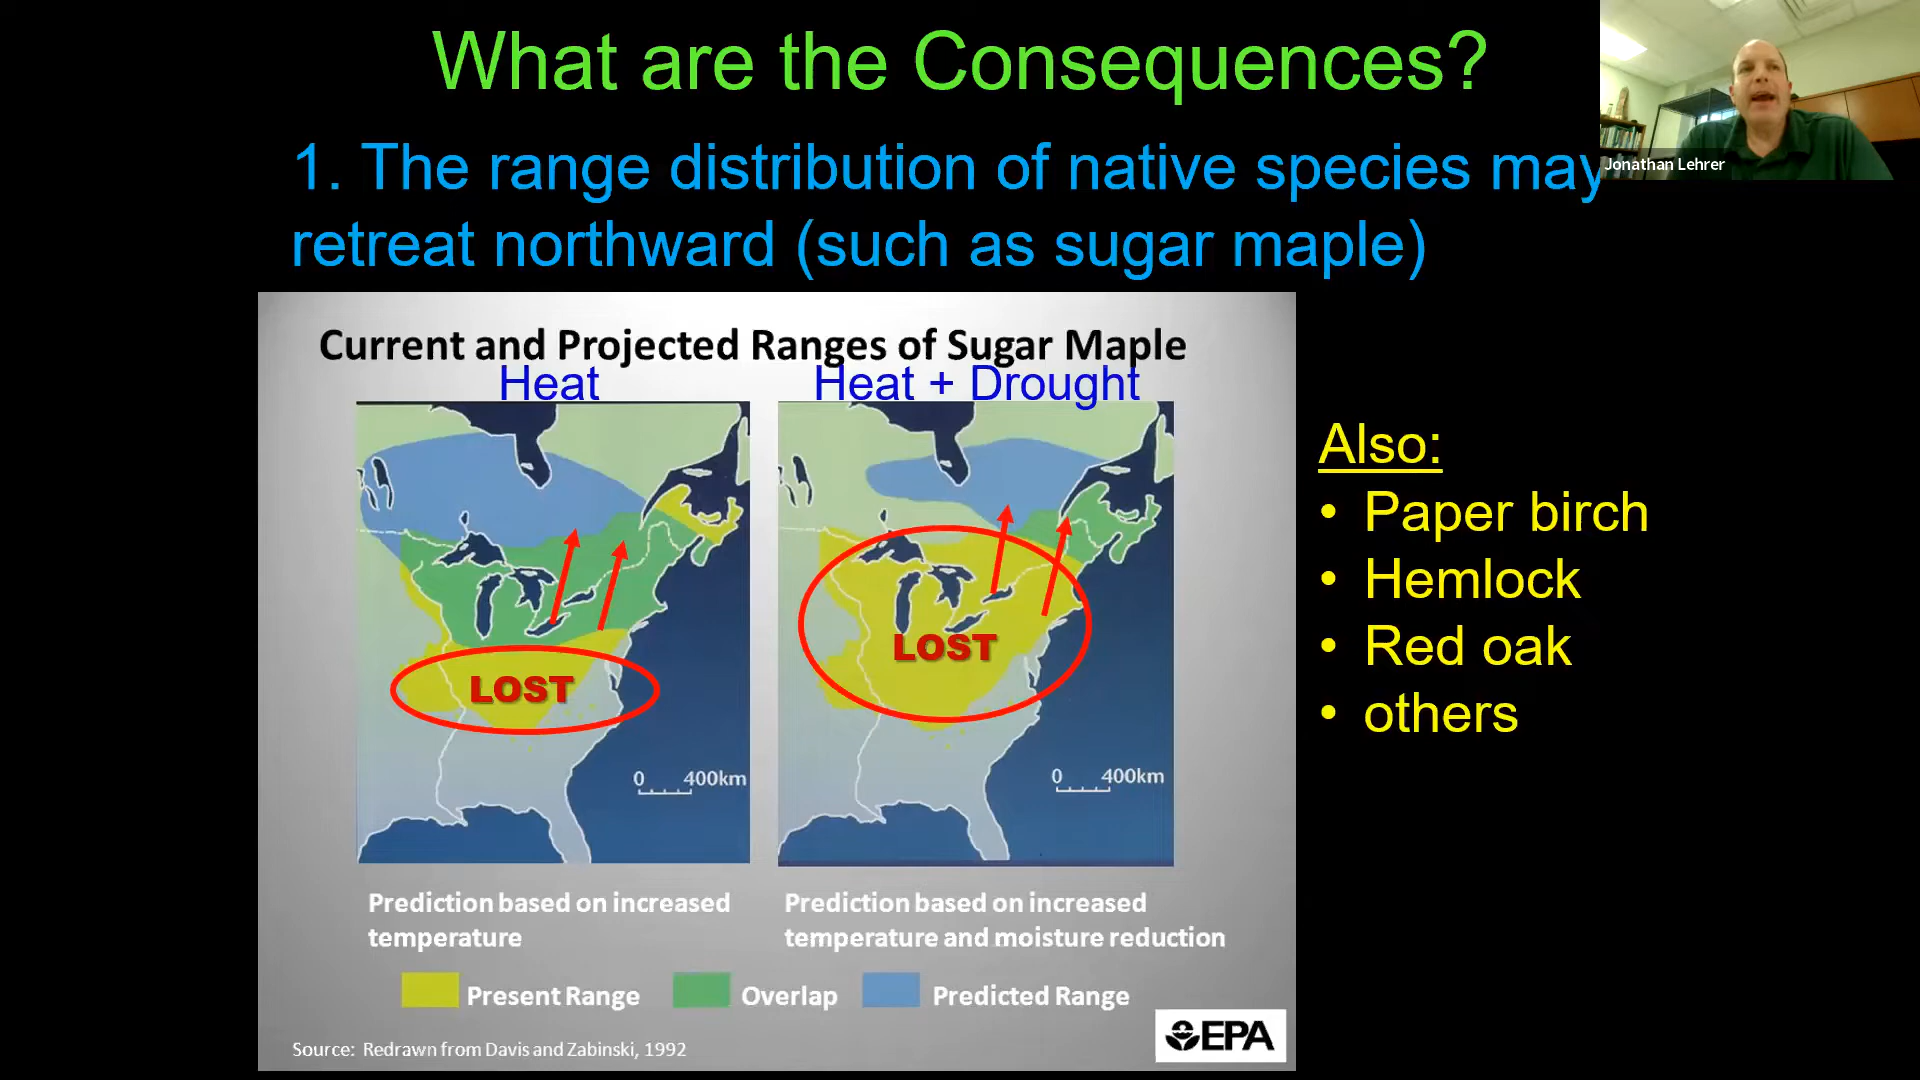 What are the Consequences?
Jonathan Lehrer
1. The range distribution of native species may
retreat northward (such as sugar maple)
Current and Projected Ranges of Sugar Maple
Heat
Heat + Drought
LOST
0 400km
LOST
0 400km
Prediction based on increased
temperature
Prediction based on increased
temperature and moisture reduction
Present Range
Overlap
Predicted Range
Source: Redrawn from Davis and Zabinski, 1992
EPA
Also:
• Paper birch
• Hemlock
• Red oak
• others